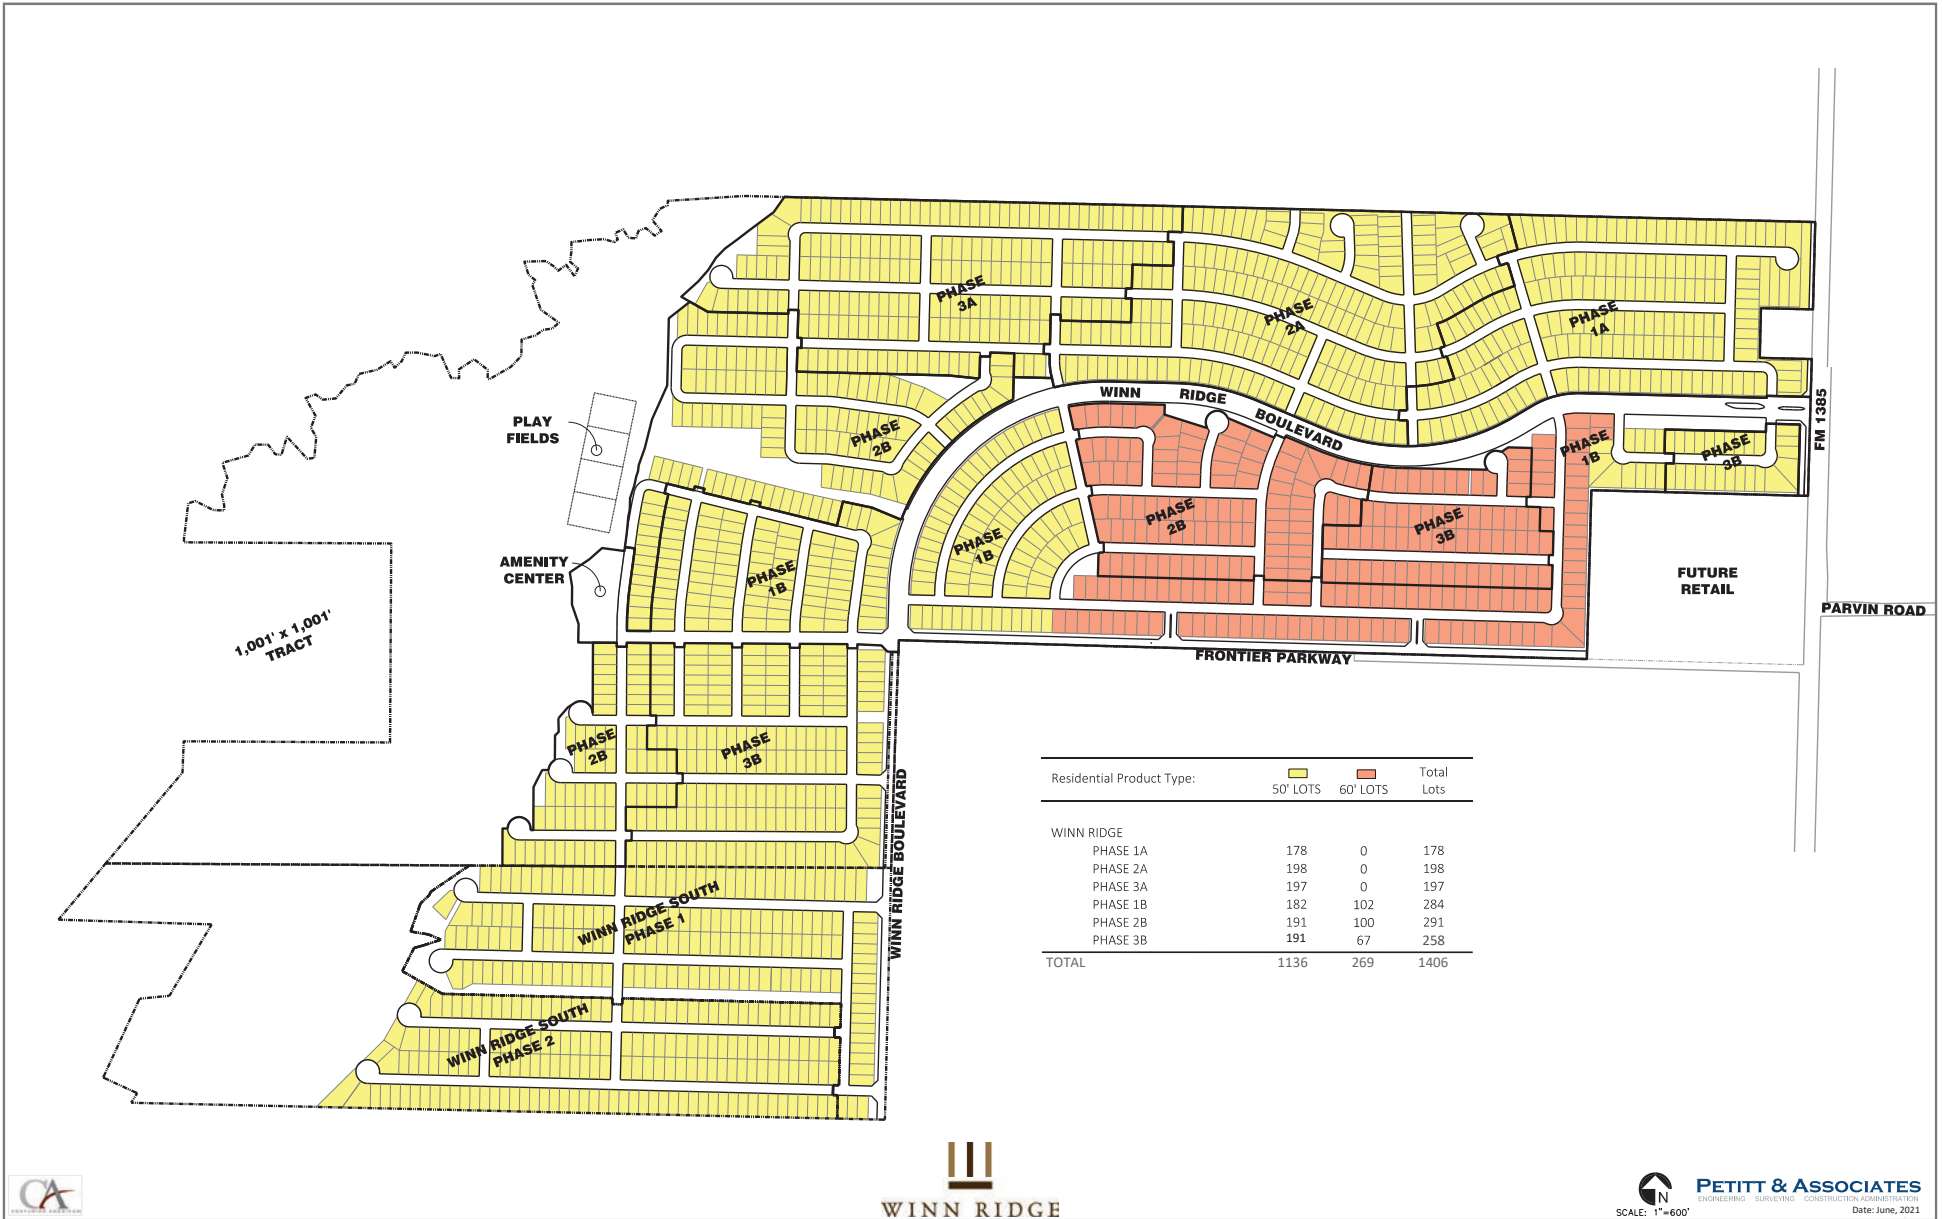 PHASE
3A
PHASE
2A
PHASE
1A
WINN RIDGE BOULEVARD
FM 1385
PLAY
FIELDS
PHASE
2B
PHASE
1B
PHASE
3B
PHASE
2B
PHASE
3B
PHASE
1B
AMENITY
CENTER
PHASE
1B
FUTURE
RETAIL
PARVIN ROAD
1,001' x 1,001'
TRACT
FRONTIER PARKWAY
PHASE
2B
PHASE
3B
WINN RIDGE BOULEVARD
WINN RIDGE SOUTH
PHASE 1
WINN RIDGE SOUTH
PHASE 2
Residential Product Type: 50' LOTS 60' LOTS Total Lots
WINN RIDGE
PHASE 1A 178 0 178
PHASE 2A 198 0 198
PHASE 3A 197 0 197
PHASE 1B 182 102 284
PHASE 2B 191 100 291
PHASE 3B 191 67 258
TOTAL 1136 269 1406
CA
WINN RIDGE
N
SCALE: 1"=600'
PETITT & ASSOCIATES
ENGINEERING SURVEYING CONSTRUCTION ADMINISTRATION
Date: June, 2021